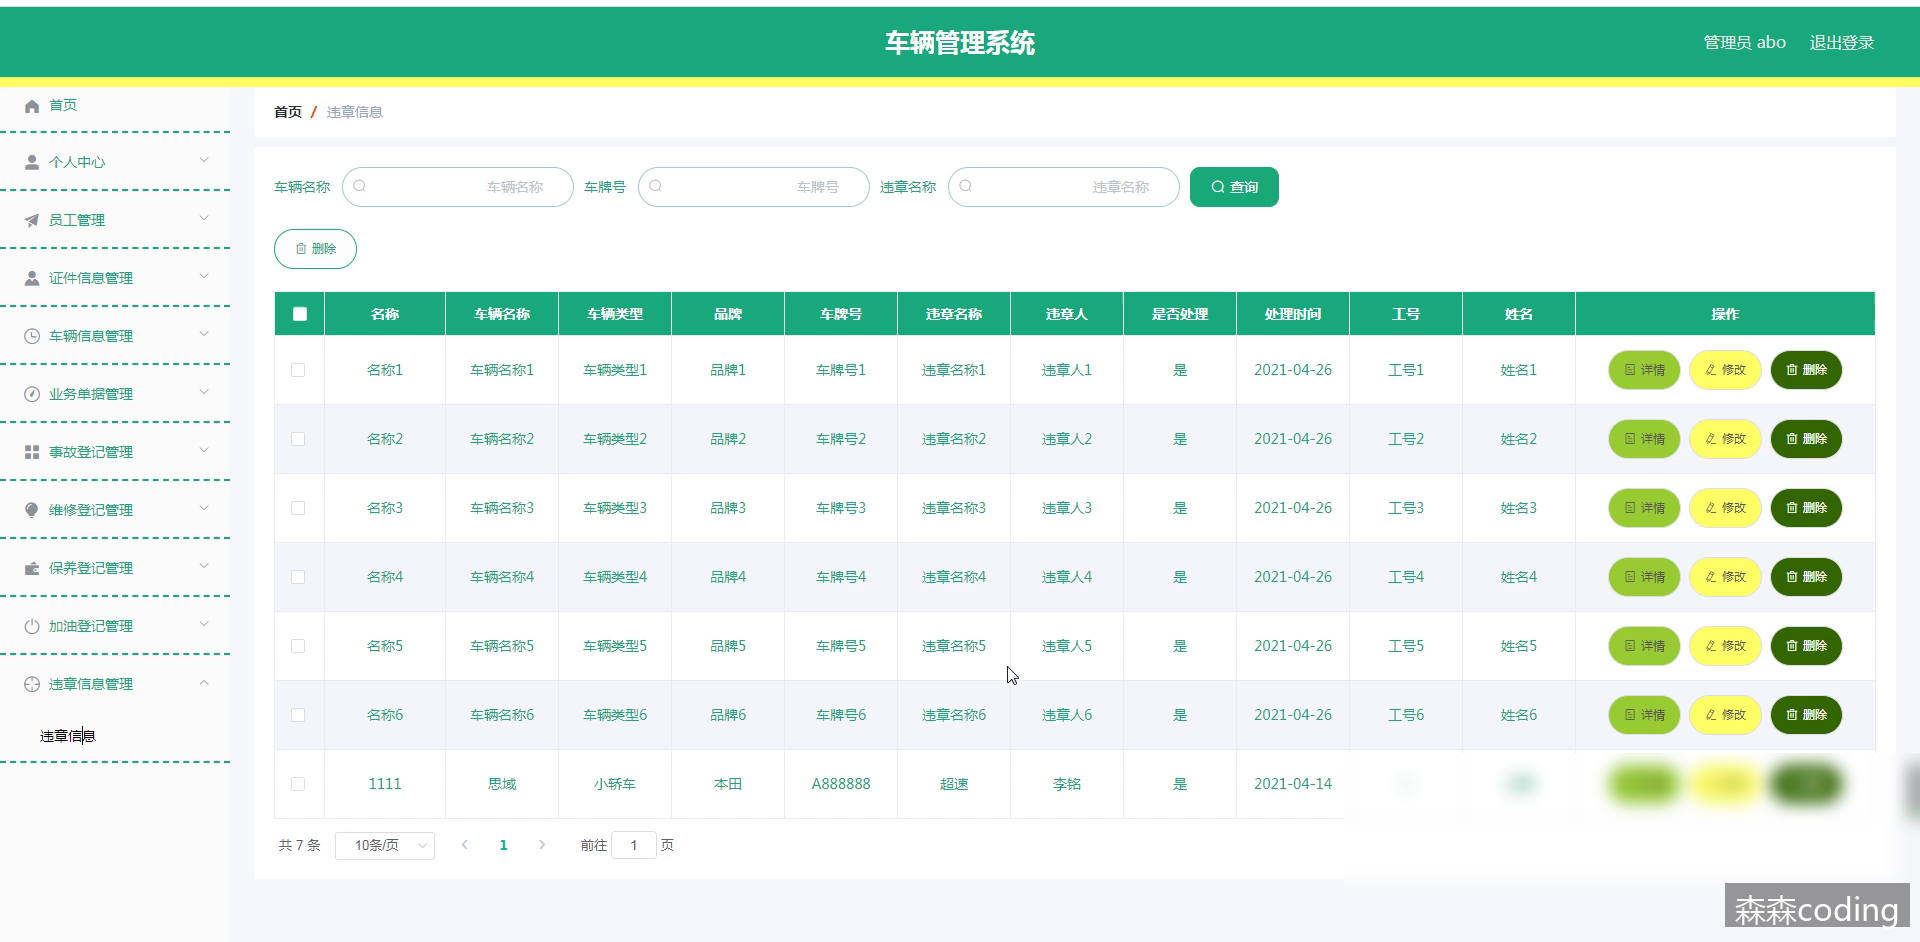 车辆管理系统
管理员 abo 退出登录
首页
个人中心
员工管理
证件信息管理
车辆信息管理
业务单据管理
事故登记管理
维修登记管理
保养登记管理
加油登记管理
违章信息管理
违章信息
首页 / 违章信息
车辆名称 车辆名称 车牌号 车牌号 违章名称 违章名称 查询
删除
名称 车辆名称 车辆类型 品牌 车牌号 违章名称 违章人 是否处理 处理时间 工号 姓名 操作
名称1 车辆名称1 车辆类型1 品牌1 车牌号1 违章名称1 违章人1 是 2021-04-26 工号1 姓名1 详情 修改 删除
名称2 车辆名称2 车辆类型2 品牌2 车牌号2 违章名称2 违章人2 是 2021-04-26 工号2 姓名2 详情 修改 删除
名称3 车辆名称3 车辆类型3 品牌3 车牌号3 违章名称3 违章人3 是 2021-04-26 工号3 姓名3 详情 修改 删除
名称4 车辆名称4 车辆类型4 品牌4 车牌号4 违章名称4 违章人4 是 2021-04-26 工号4 姓名4 详情 修改 删除
名称5 车辆名称5 车辆类型5 品牌5 车牌号5 违章名称5 违章人5 是 2021-04-26 工号5 姓名5 详情 修改 删除
名称6 车辆名称6 车辆类型6 品牌6 车牌号6 违章名称6 违章人6 是 2021-04-26 工号6 姓名6 详情 修改 删除
1111 思域 小轿车 本田 A888888 超速 李铭 是 2021-04-14
共 7 条 10条/页 1 前往 1 页
森森coding